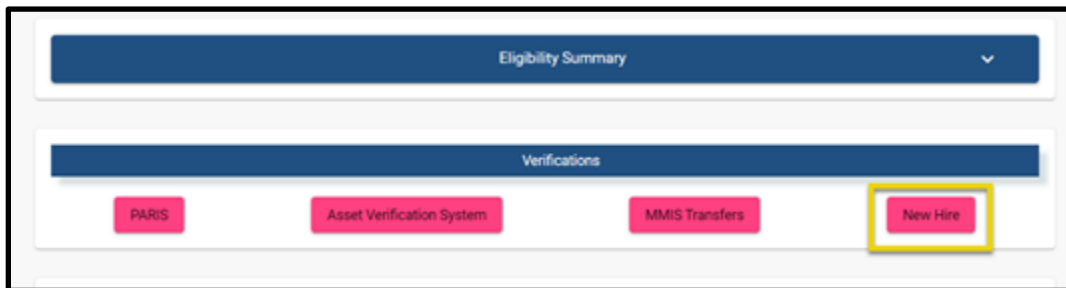 Eligibility Summary
Verifications
PARIS Asset Verification System MMIS Transfers New Hire